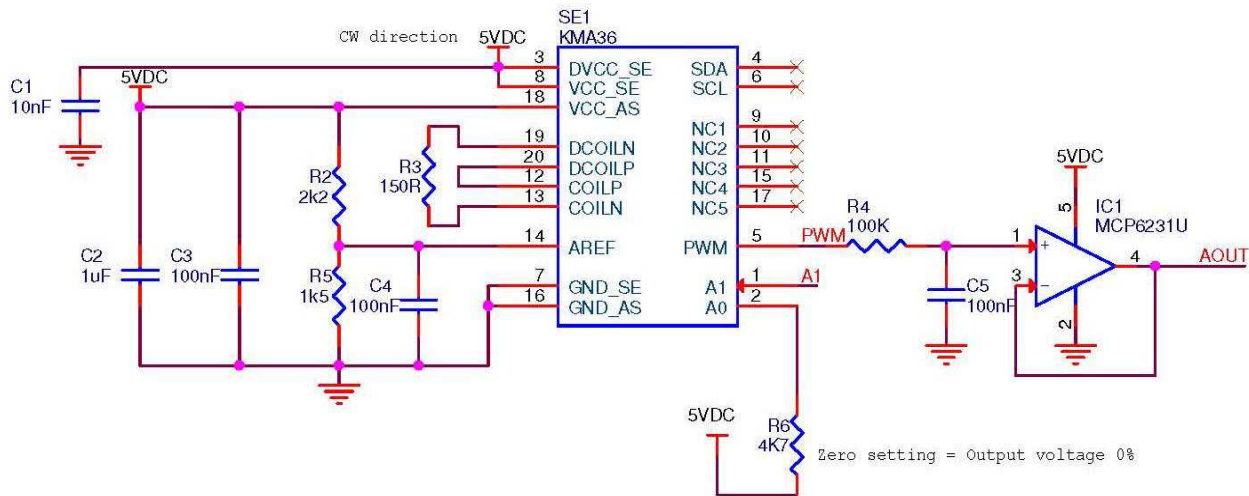 SE1
KMA36
CW direction
5VDC
5VDC
C1
10nF
3 DVCC_SE
8 VCC_SE
18 VCC_AS
19 DCOILN
20 DCOILP
12 COILP
13 COILN
14 AREF
7 GND_SE
16 GND_AS
SDA 4
SCL 6
NC1 9
NC2 10
NC3 11
NC4 15
NC5 17
PWM 5
A1 1
A0 2
R3
150R
R2
2k2
C2
1uF
C3
100nF
R5
1k5
C4
100nF
PWM
R4
100K
A1
C5
100nF
5VDC
5
IC1
MCP6231U
1
+
3
−
4
AOUT
2
5VDC
R6
4K7
Zero setting = Output voltage 0%